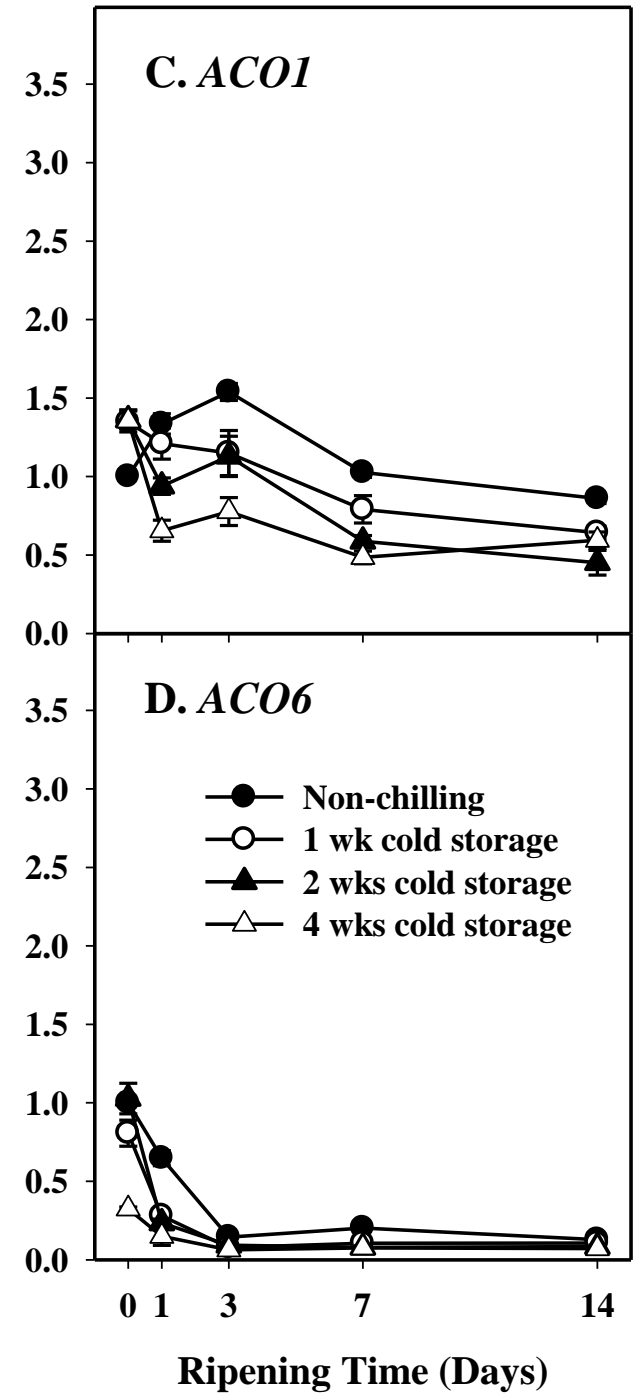 C. ACO1
3.5
3.0
2.5
2.0
1.5
1.0
0.5
0.0
D. ACO6
3.5
3.0
Non-chilling
1 wk cold storage
2.5
2 wks cold storage
4 wks cold storage
2.0
1.5
1.0
0.5
0.0
0 1 3 7 14
Ripening Time (Days)